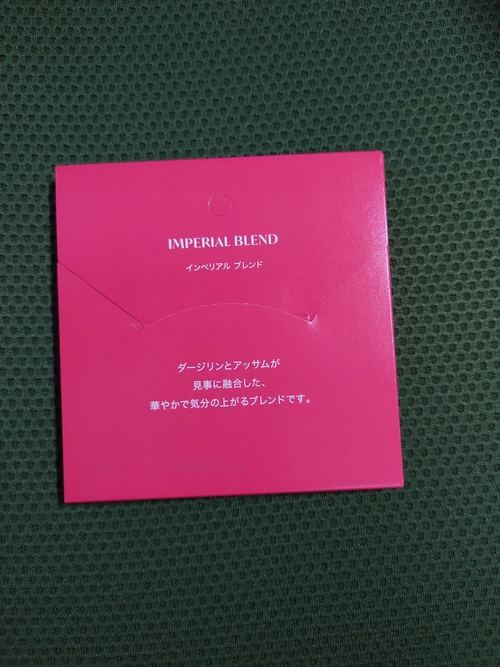 IMPERIAL BLEND
インペリアル ブレンド
ダージリンとアッサムが
見事に融合した、
華やかで気分の上がるブレンドです。